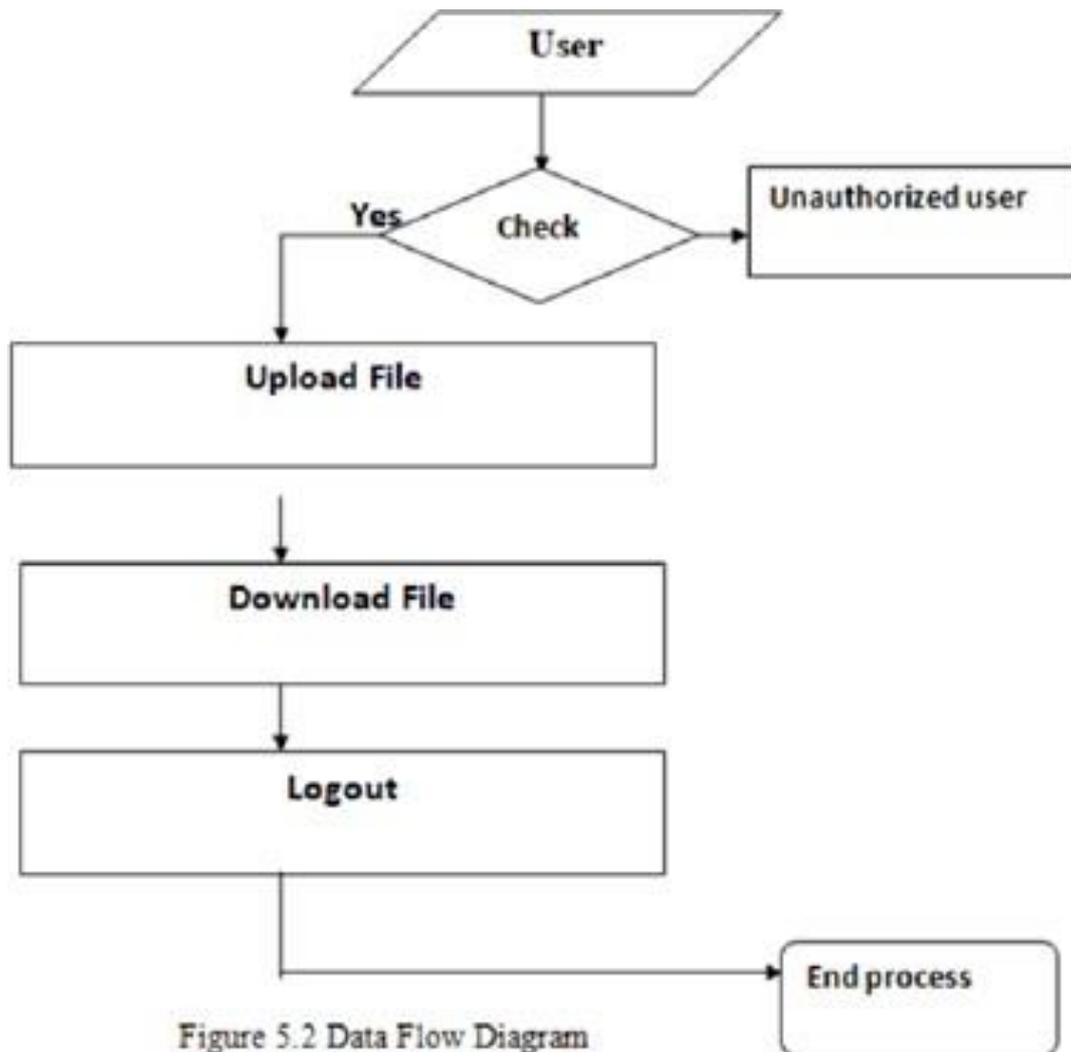 User
Yes
Check
Unauthorized user
Upload File
Download File
Logout
End process
Figure 5.2 Data Flow Diagram